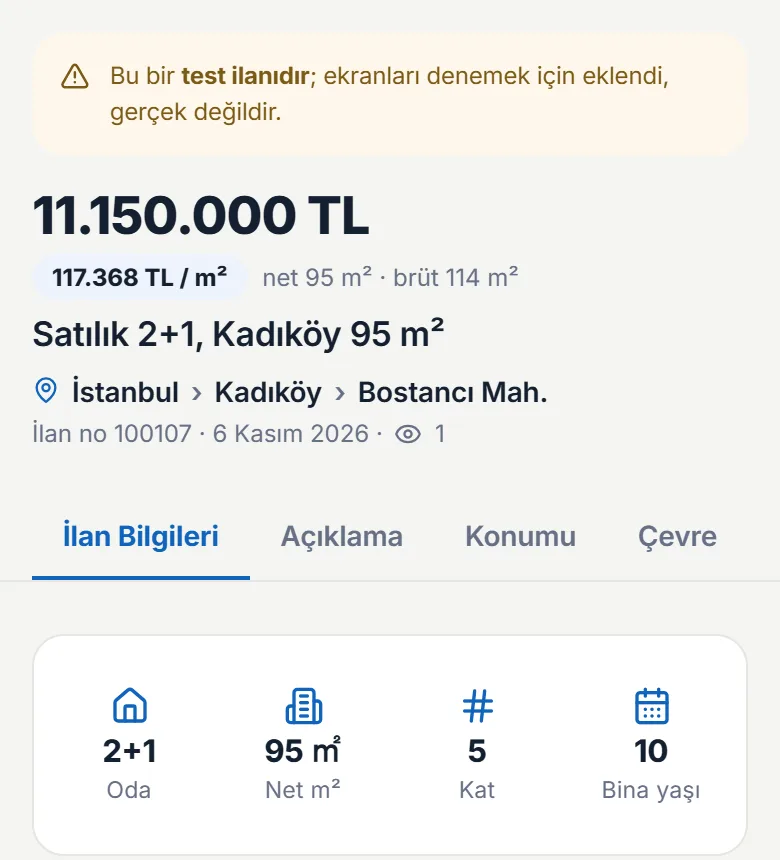 Bu bir test ilanıdır; ekranları denemek için eklendi,
gerçek değildir.
11.150.000 TL
117.368 TL / m² net 95 m² · brüt 114 m²
Satılık 2+1, Kadıköy 95 m²
İstanbul › Kadıköy › Bostancı Mah.
İlan no 100107 · 6 Kasım 2026 · 1
İlan Bilgileri Açıklama Konumu Çevre
2+1 95 ㎡ 5 10
Oda Net m² Kat Bina yaşı